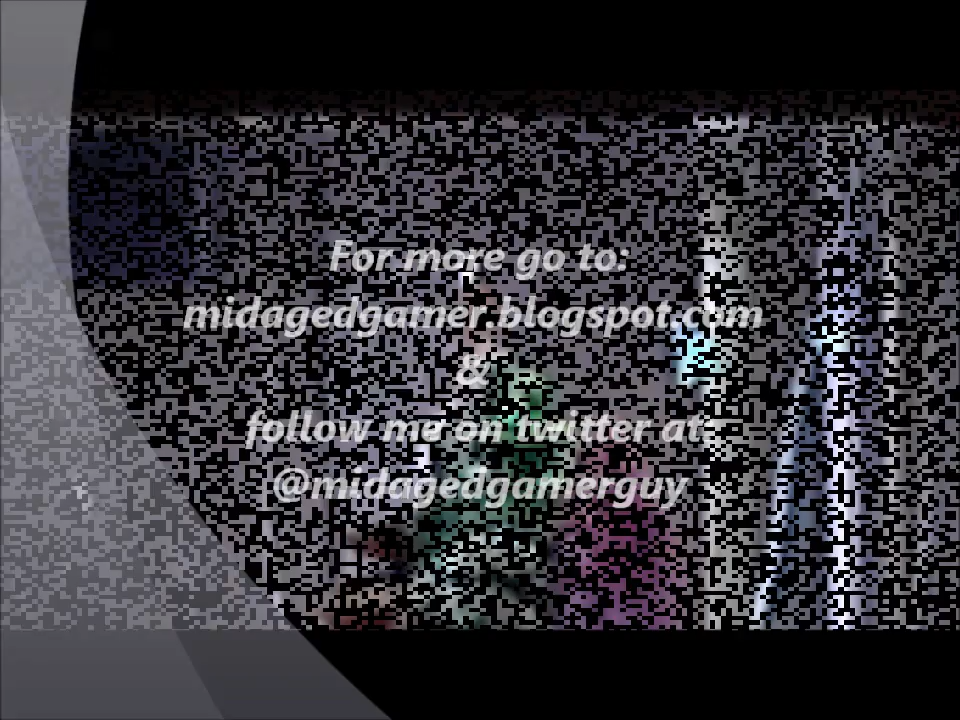 For more go to:
midagedgamer.blogspot.com
&
follow me on twitter at:
@midagedgamerguy